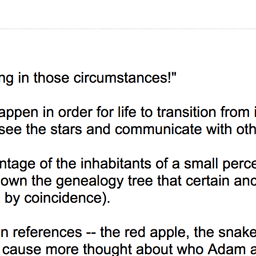 ng in those circumstances!"
appen in order for life to transition from i
see the stars and communicate with oth
ntage of the inhabitants of a small perce
own the genealogy tree that certain anc
by coincidence).
n references -- the red apple, the snake
cause more thought about who Adam a